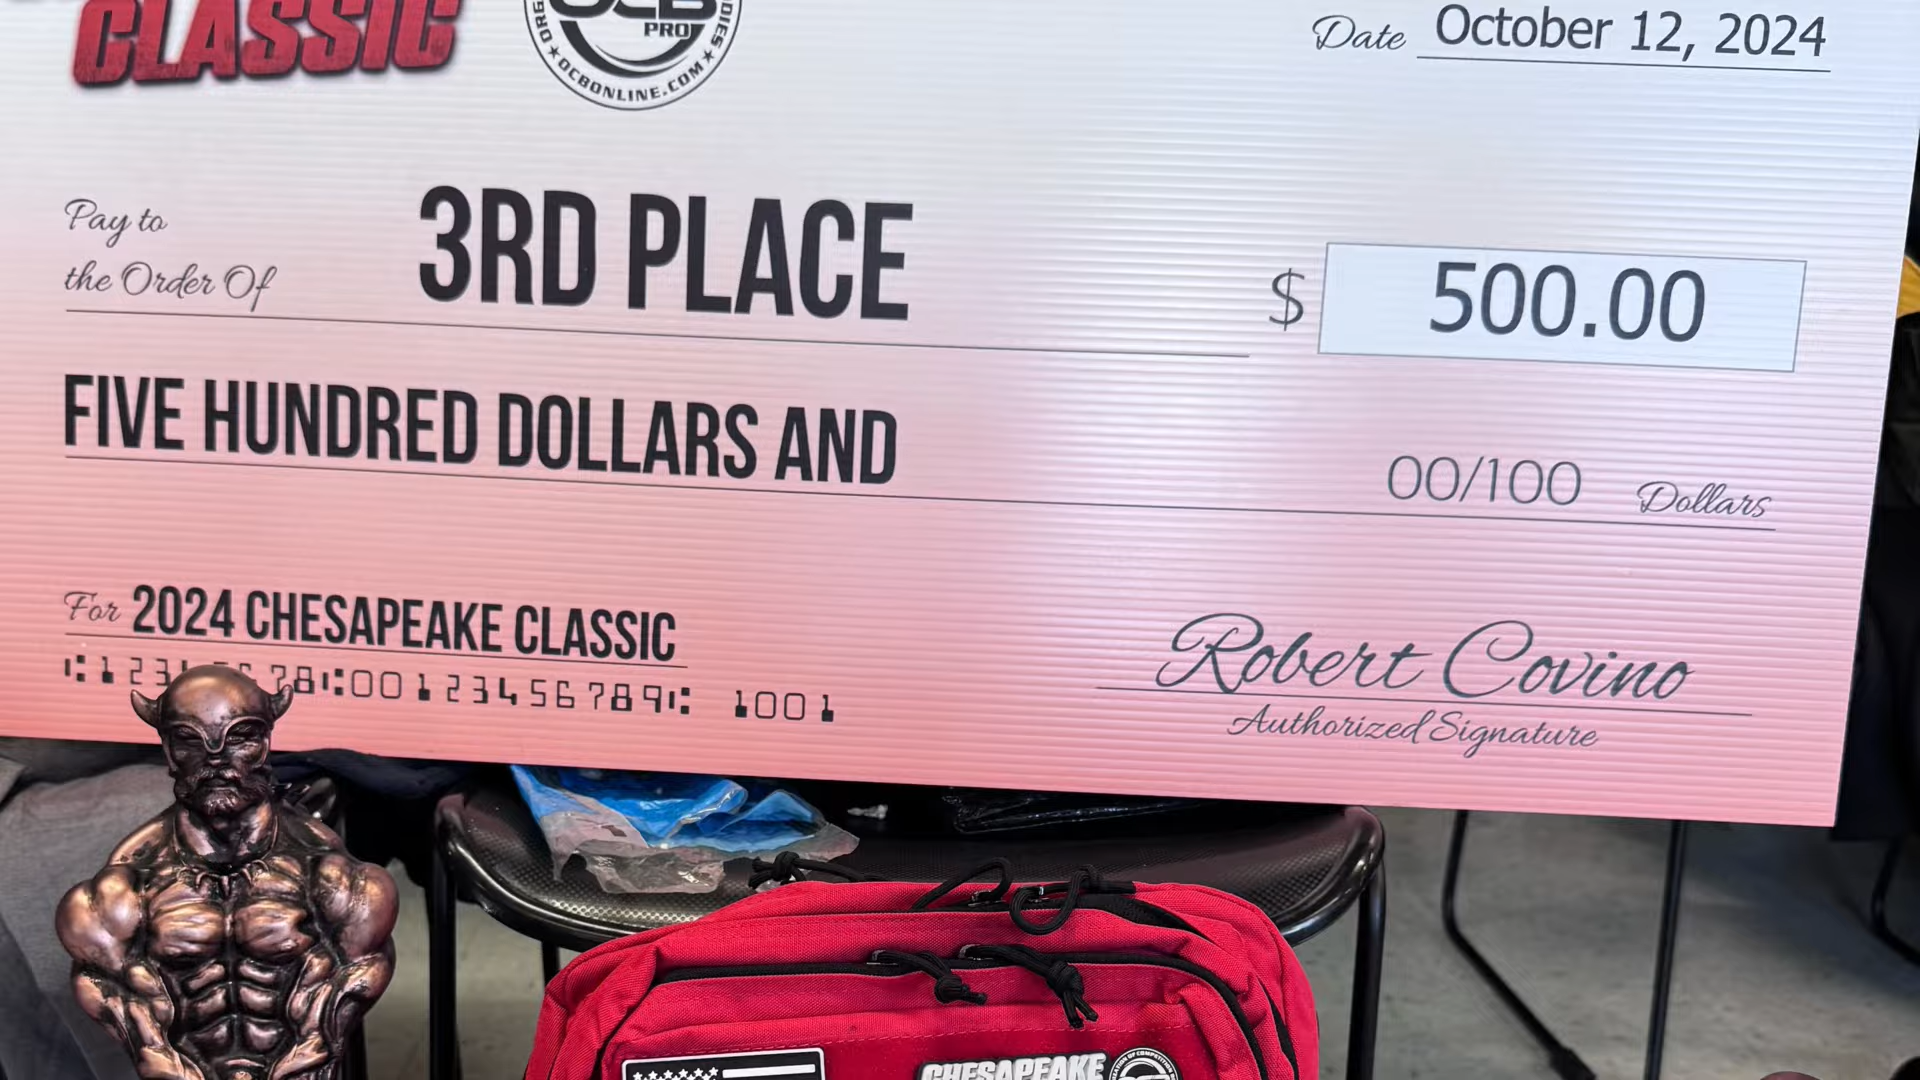 CLASSIC
OCB
PRO
OCBONLINE.COM
Date October 12, 2024
Pay to
the Order Of 3RD PLACE
$ 500.00
FIVE HUNDRED DOLLARS AND 00/100 Dollars
For 2024 CHESAPEAKE CLASSIC
Robert Covino
Authorized Signature
00123456789 1001
CHESAPEAKE